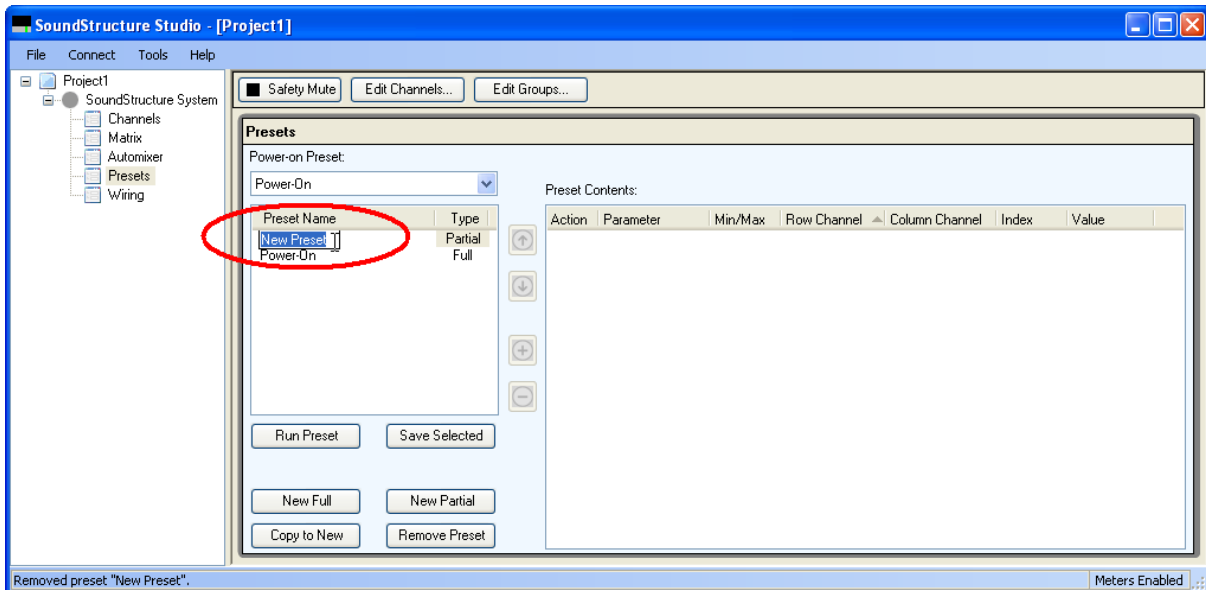 SoundStructure Studio - [Project1]
File Connect Tools Help
Project1
SoundStructure System
Channels
Matrix
Automixer
Presets
Wiring
Safety Mute Edit Channels... Edit Groups...
Presets
Power-on Preset:
Power-On
Preset Contents:
Preset Name Type
New Preset Partial
Power-On Full
Action Parameter Min/Max Row Channel Column Channel Index Value
Run Preset Save Selected
New Full New Partial
Copy to New Remove Preset
Removed preset "New Preset". Meters Enabled